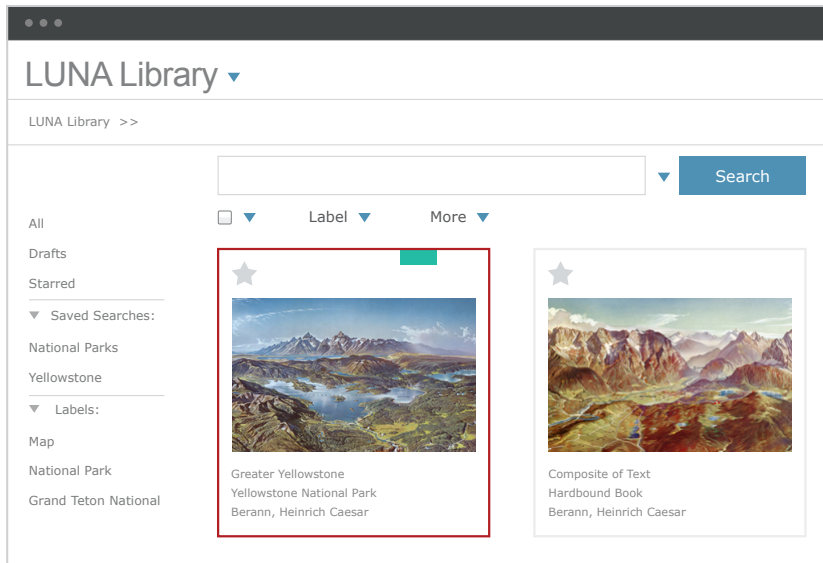 LUNA Library
LUNA Library >>
Search
Label
More
All
Drafts
Starred
Saved Searches:
National Parks
Yellowstone
Labels:
Map
National Park
Grand Teton National
Greater Yellowstone
Yellowstone National Park
Berann, Heinrich Caesar
Composite of Text
Hardbound Book
Berann, Heinrich Caesar